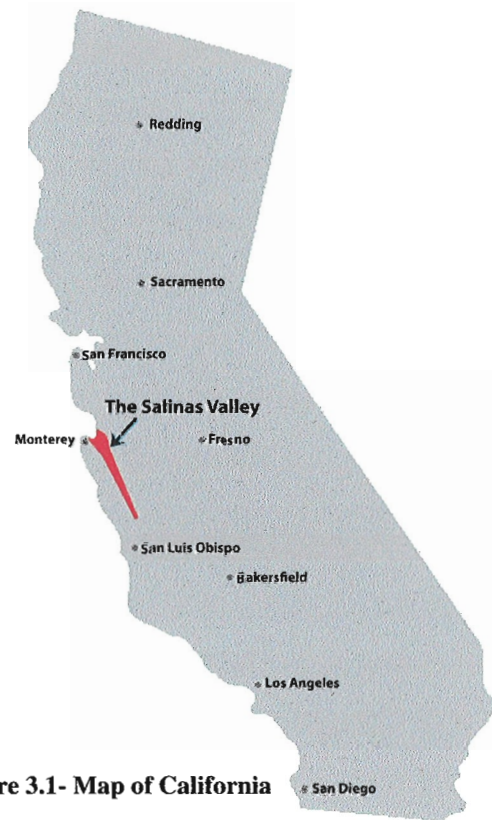 Redding
Sacramento
San Francisco
The Salinas Valley
Monterey
Fresno
San Luis Obispo
Bakersfield
Los Angeles
re 3.1- Map of California
San Diego